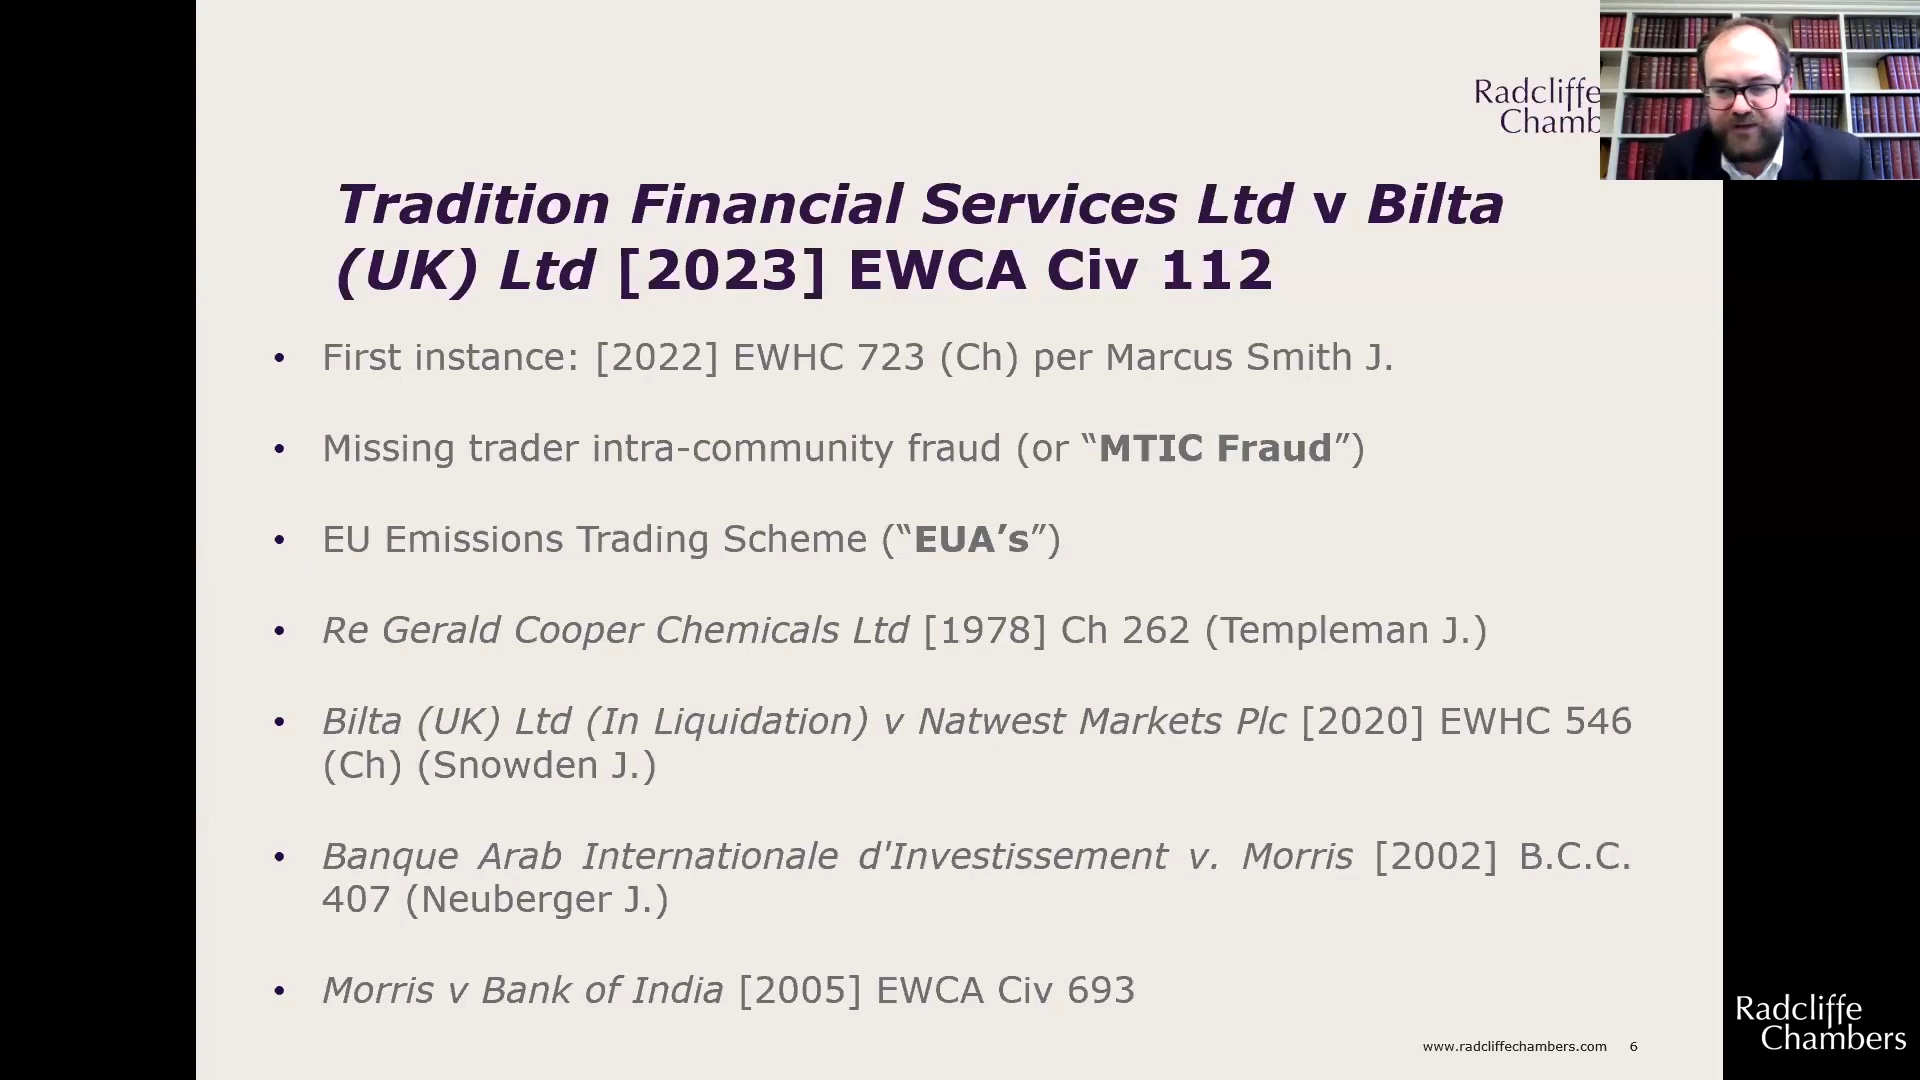 Radcliffe
Chamb
Tradition Financial Services Ltd v Bilta
(UK) Ltd [2023] EWCA Civ 112
• First instance: [2022] EWHC 723 (Ch) per Marcus Smith J.
• Missing trader intra-community fraud (or “MTIC Fraud”)
• EU Emissions Trading Scheme (“EUA’s”)
• Re Gerald Cooper Chemicals Ltd [1978] Ch 262 (Templeman J.)
• Bilta (UK) Ltd (In Liquidation) v Natwest Markets Plc [2020] EWHC 546
(Ch) (Snowden J.)
• Banque Arab Internationale d'Investissement v. Morris [2002] B.C.C.
407 (Neuberger J.)
• Morris v Bank of India [2005] EWCA Civ 693
www.radcliffechambers.com 6
Radcliffe
Chambers